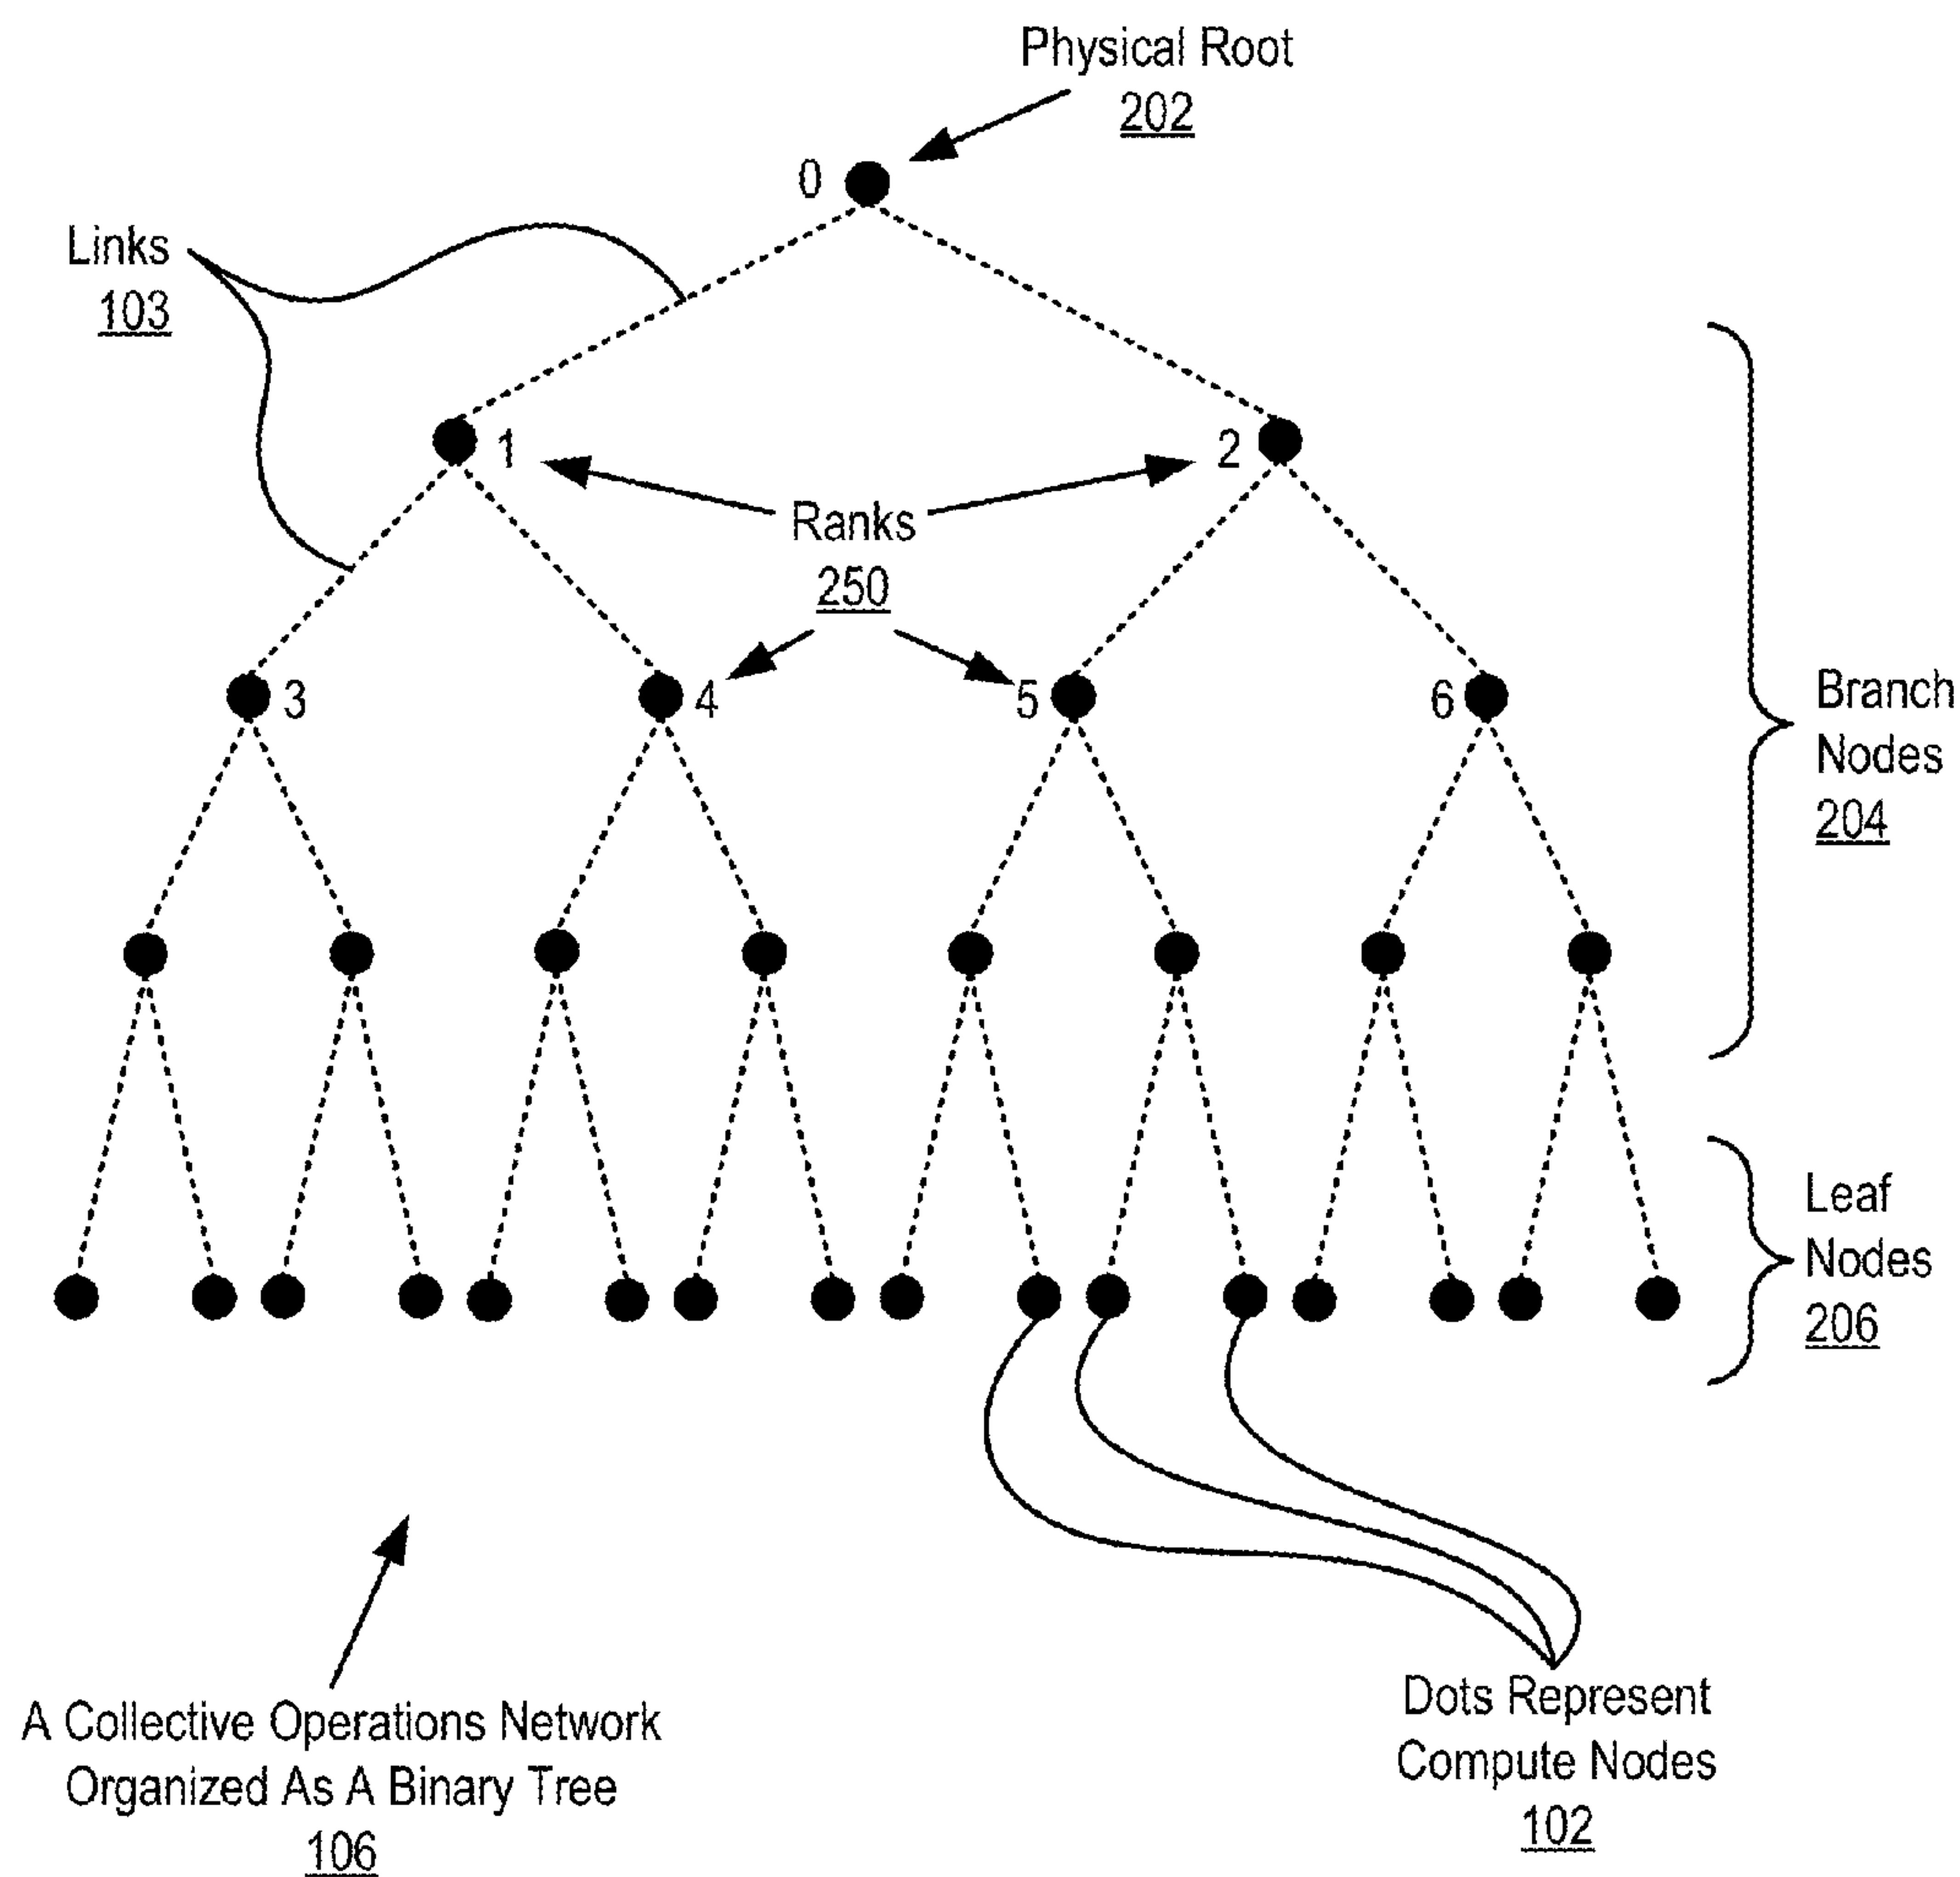 Physical Root
202
0
Links
103
1
2
Ranks
250
3
4
5
6
Branch
Nodes
204
Leaf
Nodes
206
A Collective Operations Network
Organized As A Binary Tree
106
Dots Represent
Compute Nodes
102